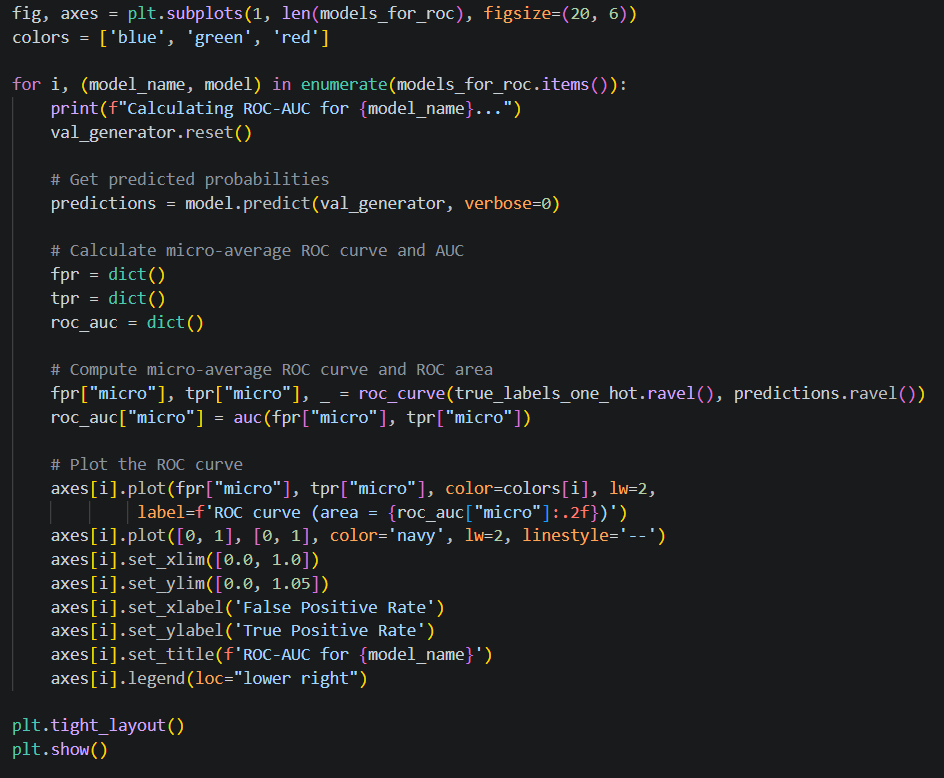 fig, axes = plt.subplots(1, len(models_for_roc), figsize=(20, 6))
colors = ['blue', 'green', 'red']

for i, (model_name, model) in enumerate(models_for_roc.items()):
    print(f"Calculating ROC-AUC for {model_name}...")
    val_generator.reset()

    # Get predicted probabilities
    predictions = model.predict(val_generator, verbose=0)

    # Calculate micro-average ROC curve and AUC
    fpr = dict()
    tpr = dict()
    roc_auc = dict()

    # Compute micro-average ROC curve and ROC area
    fpr["micro"], tpr["micro"], _ = roc_curve(true_labels_one_hot.ravel(), predictions.ravel())
    roc_auc["micro"] = auc(fpr["micro"], tpr["micro"])

    # Plot the ROC curve
    axes[i].plot(fpr["micro"], tpr["micro"], color=colors[i], lw=2,
             label=f'ROC curve (area = {roc_auc["micro"]:.2f})')
    axes[i].plot([0, 1], [0, 1], color='navy', lw=2, linestyle='--')
    axes[i].set_xlim([0.0, 1.0])
    axes[i].set_ylim([0.0, 1.05])
    axes[i].set_xlabel('False Positive Rate')
    axes[i].set_ylabel('True Positive Rate')
    axes[i].set_title(f'ROC-AUC for {model_name}')
    axes[i].legend(loc="lower right")

plt.tight_layout()
plt.show()